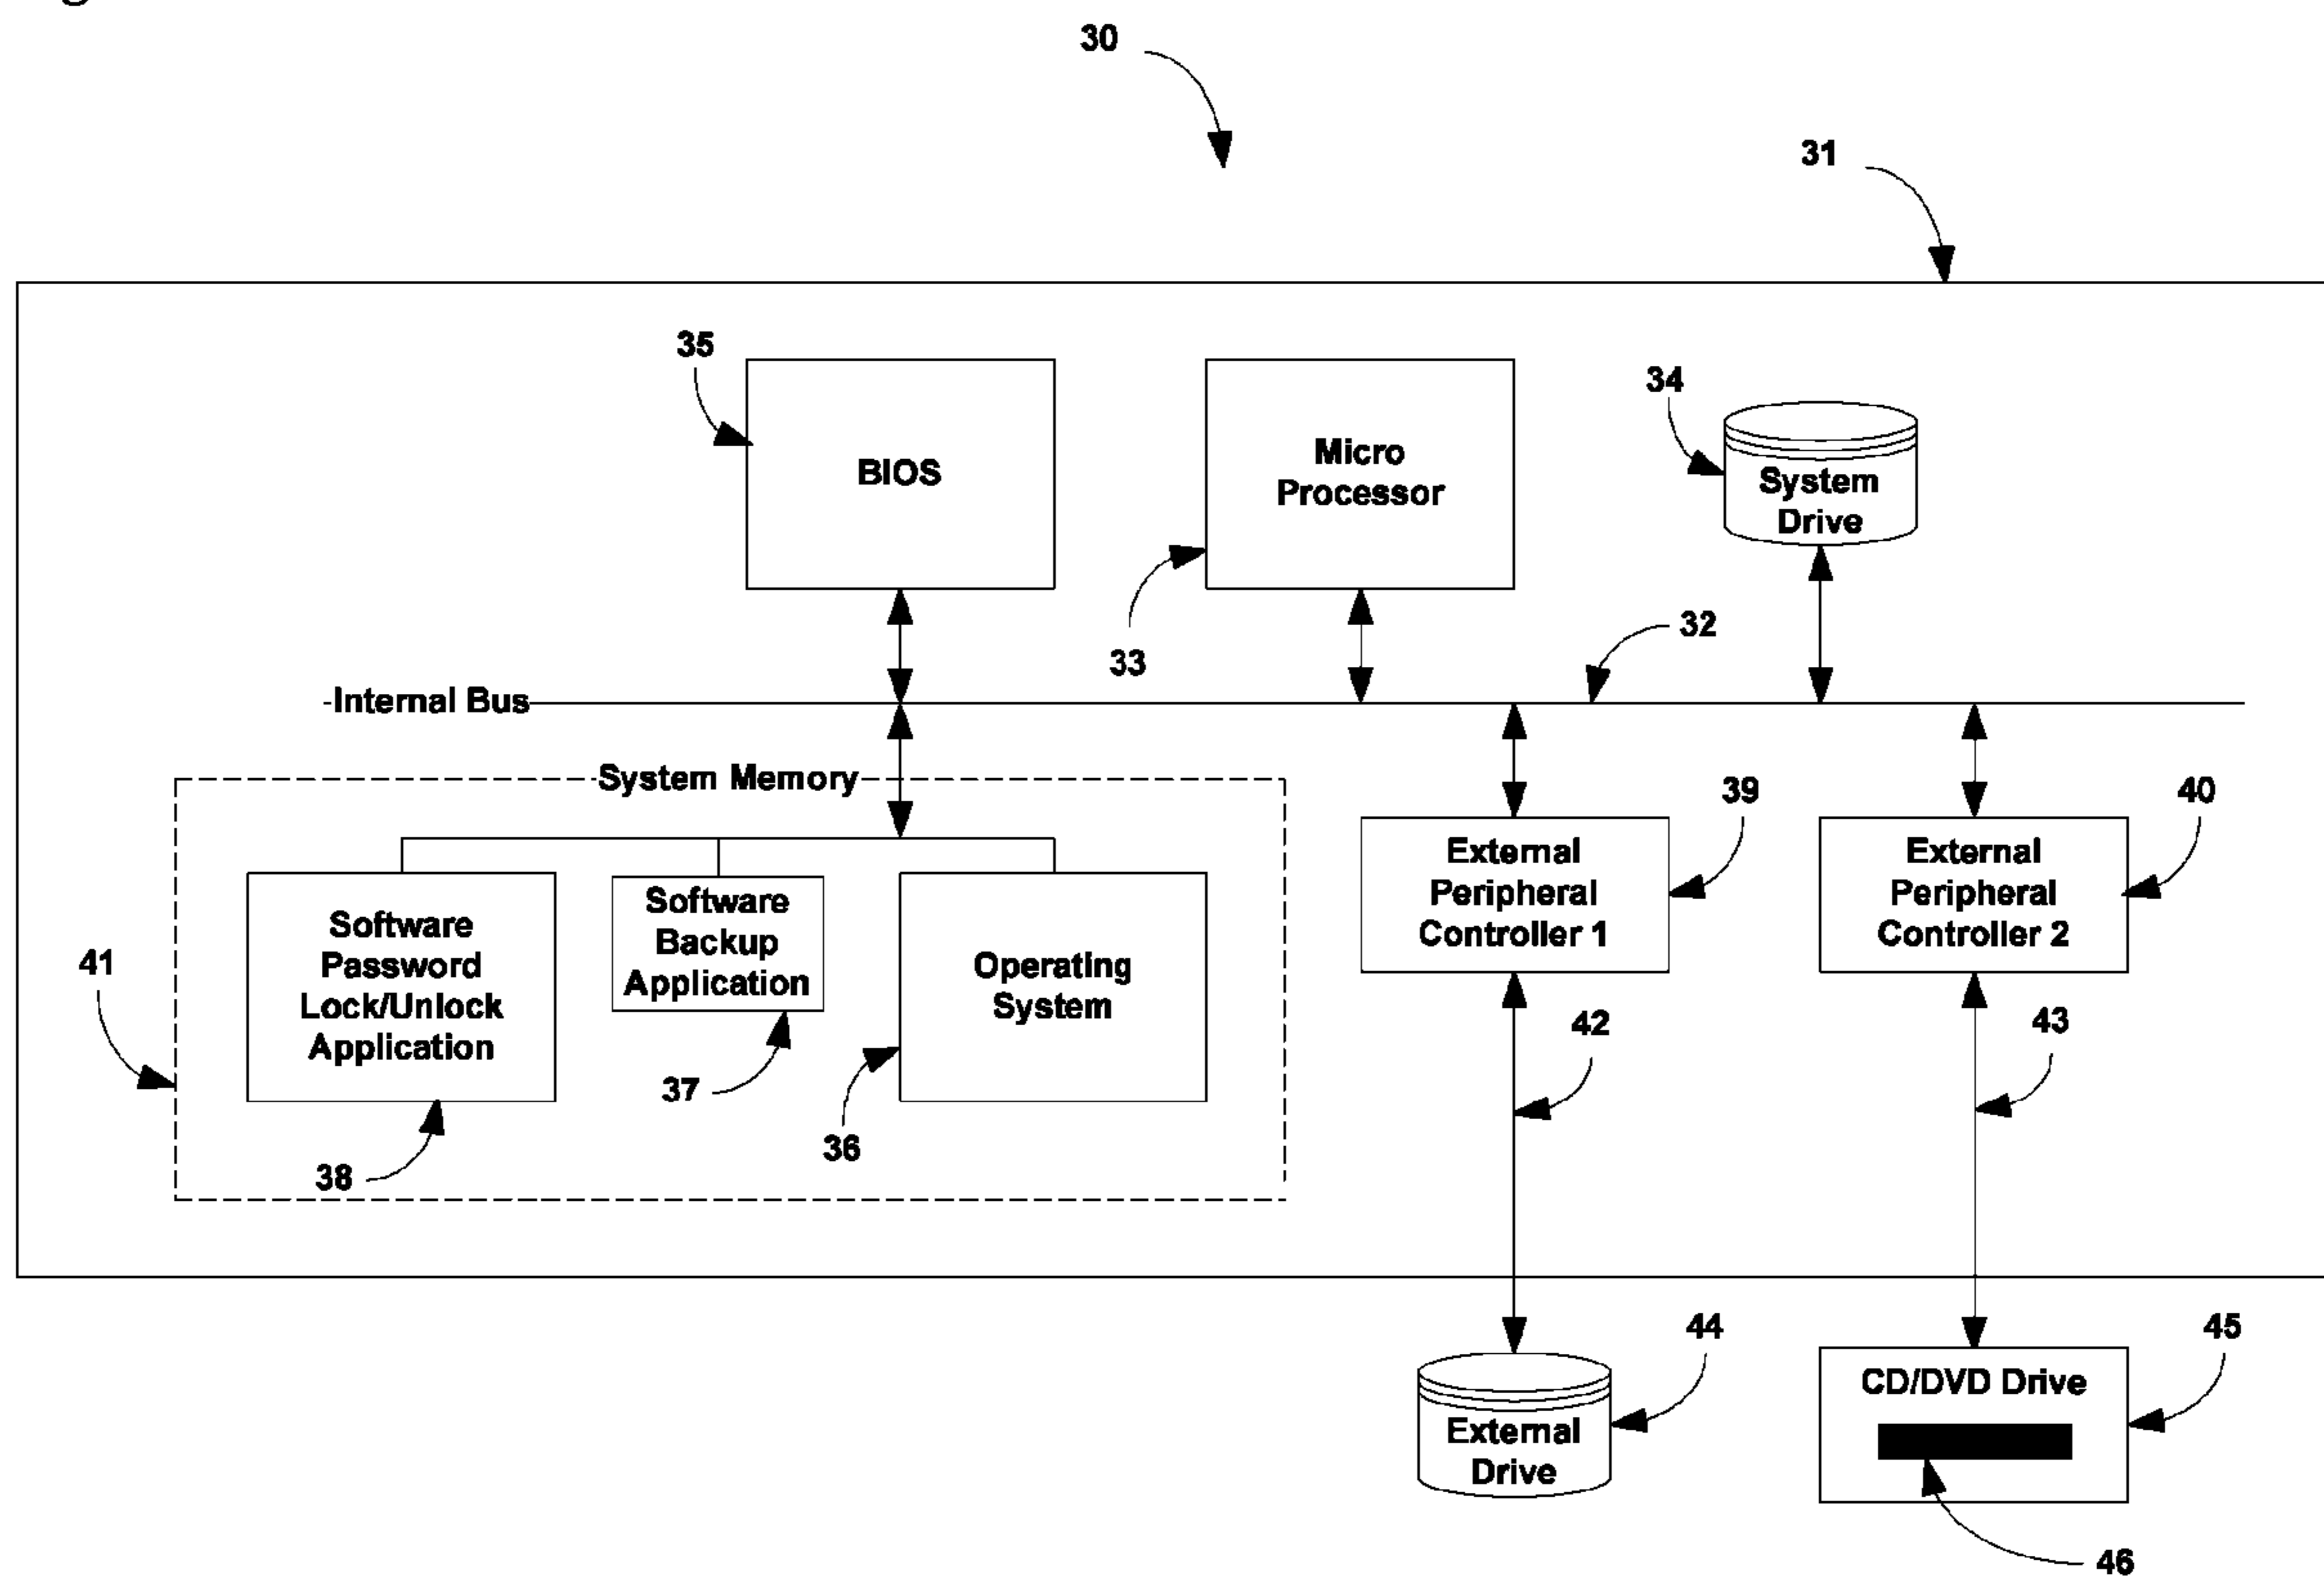 30
31
35
BIOS
Micro
Processor
34
System
Drive
33
32
Internal Bus
System Memory
39
40
External
Peripheral
Controller 1
External
Peripheral
Controller 2
41
Software
Password
Lock/Unlock
Application
Software
Backup
Application
Operating
System
37
36
38
42
43
44
45
External
Drive
CD/DVD Drive
46